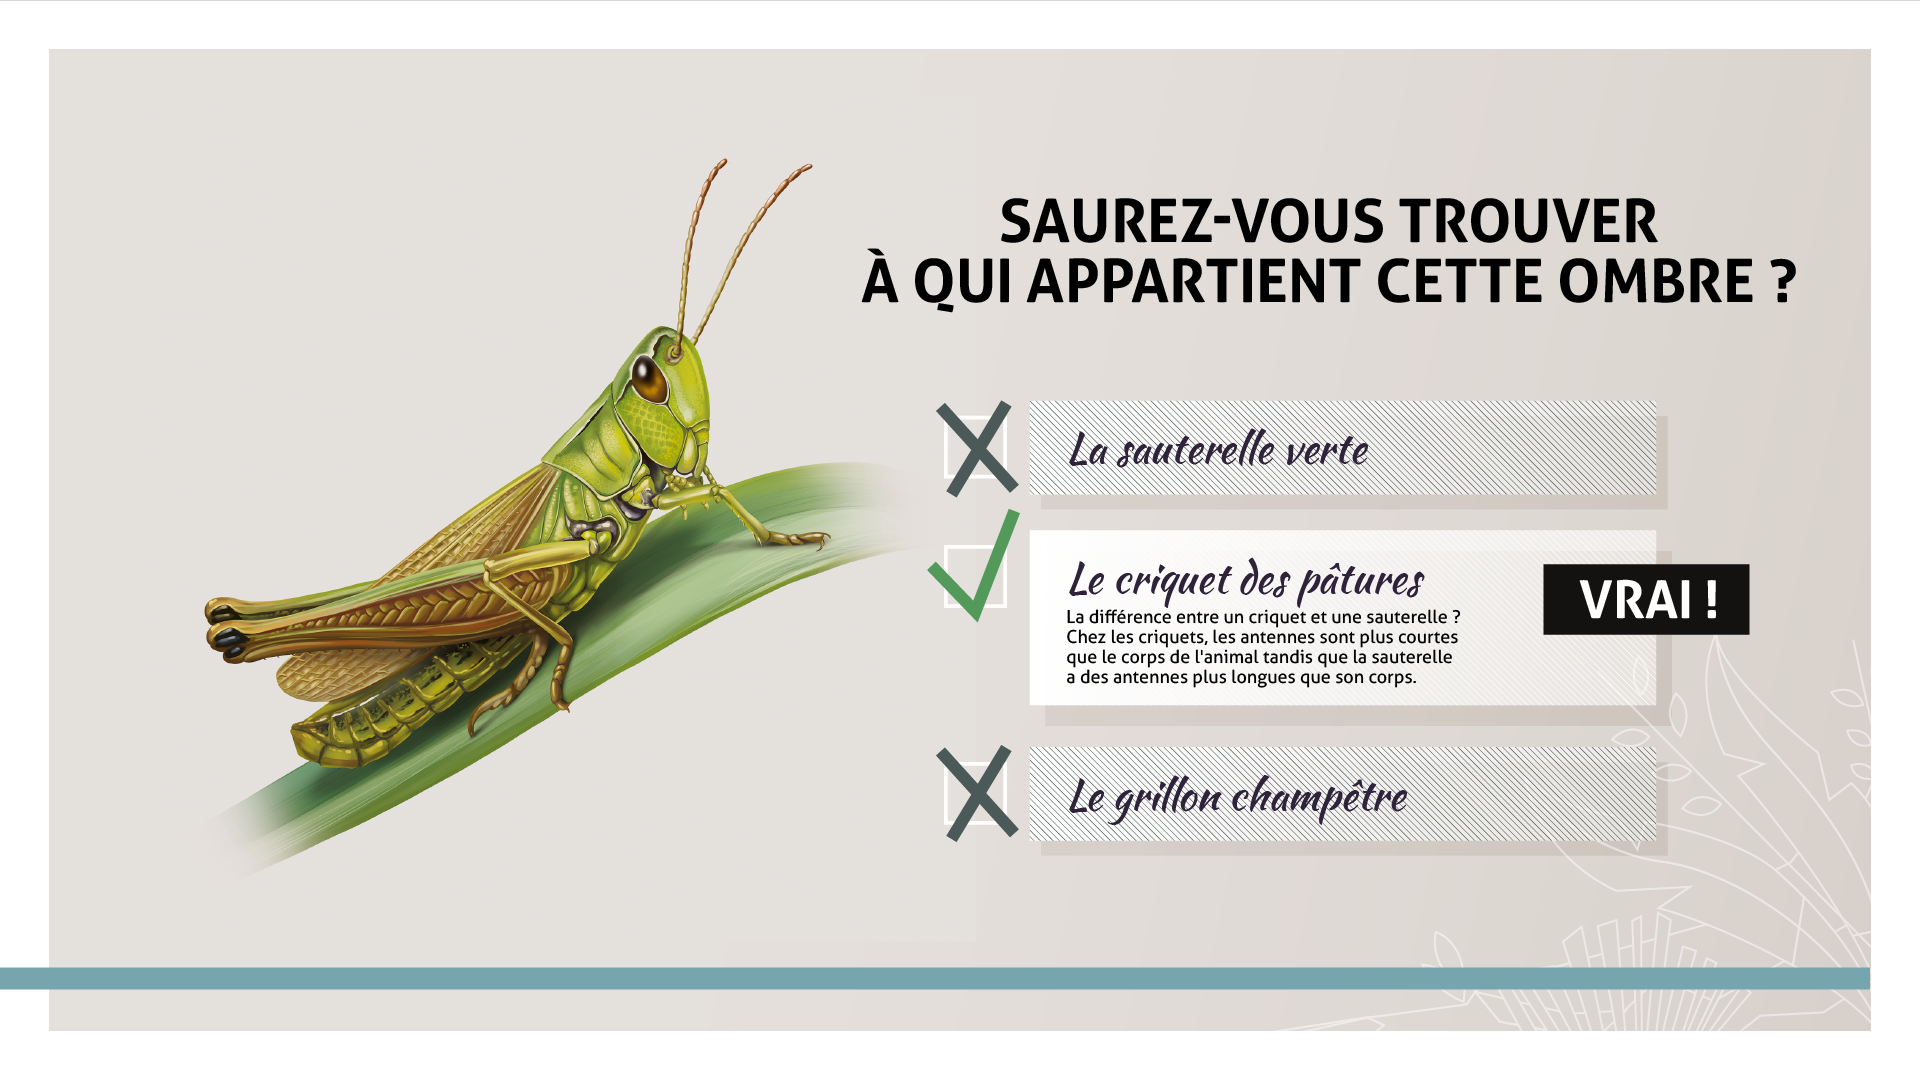 SAUREZ-VOUS TROUVER
À QUI APPARTIENT CETTE OMBRE ?
La sauterelle verte
Le criquet des pâtures
La différence entre un criquet et une sauterelle ?
Chez les criquets, les antennes sont plus courtes
que le corps de l'animal tandis que la sauterelle
a des antennes plus longues que son corps.
VRAI !
Le grillon champêtre